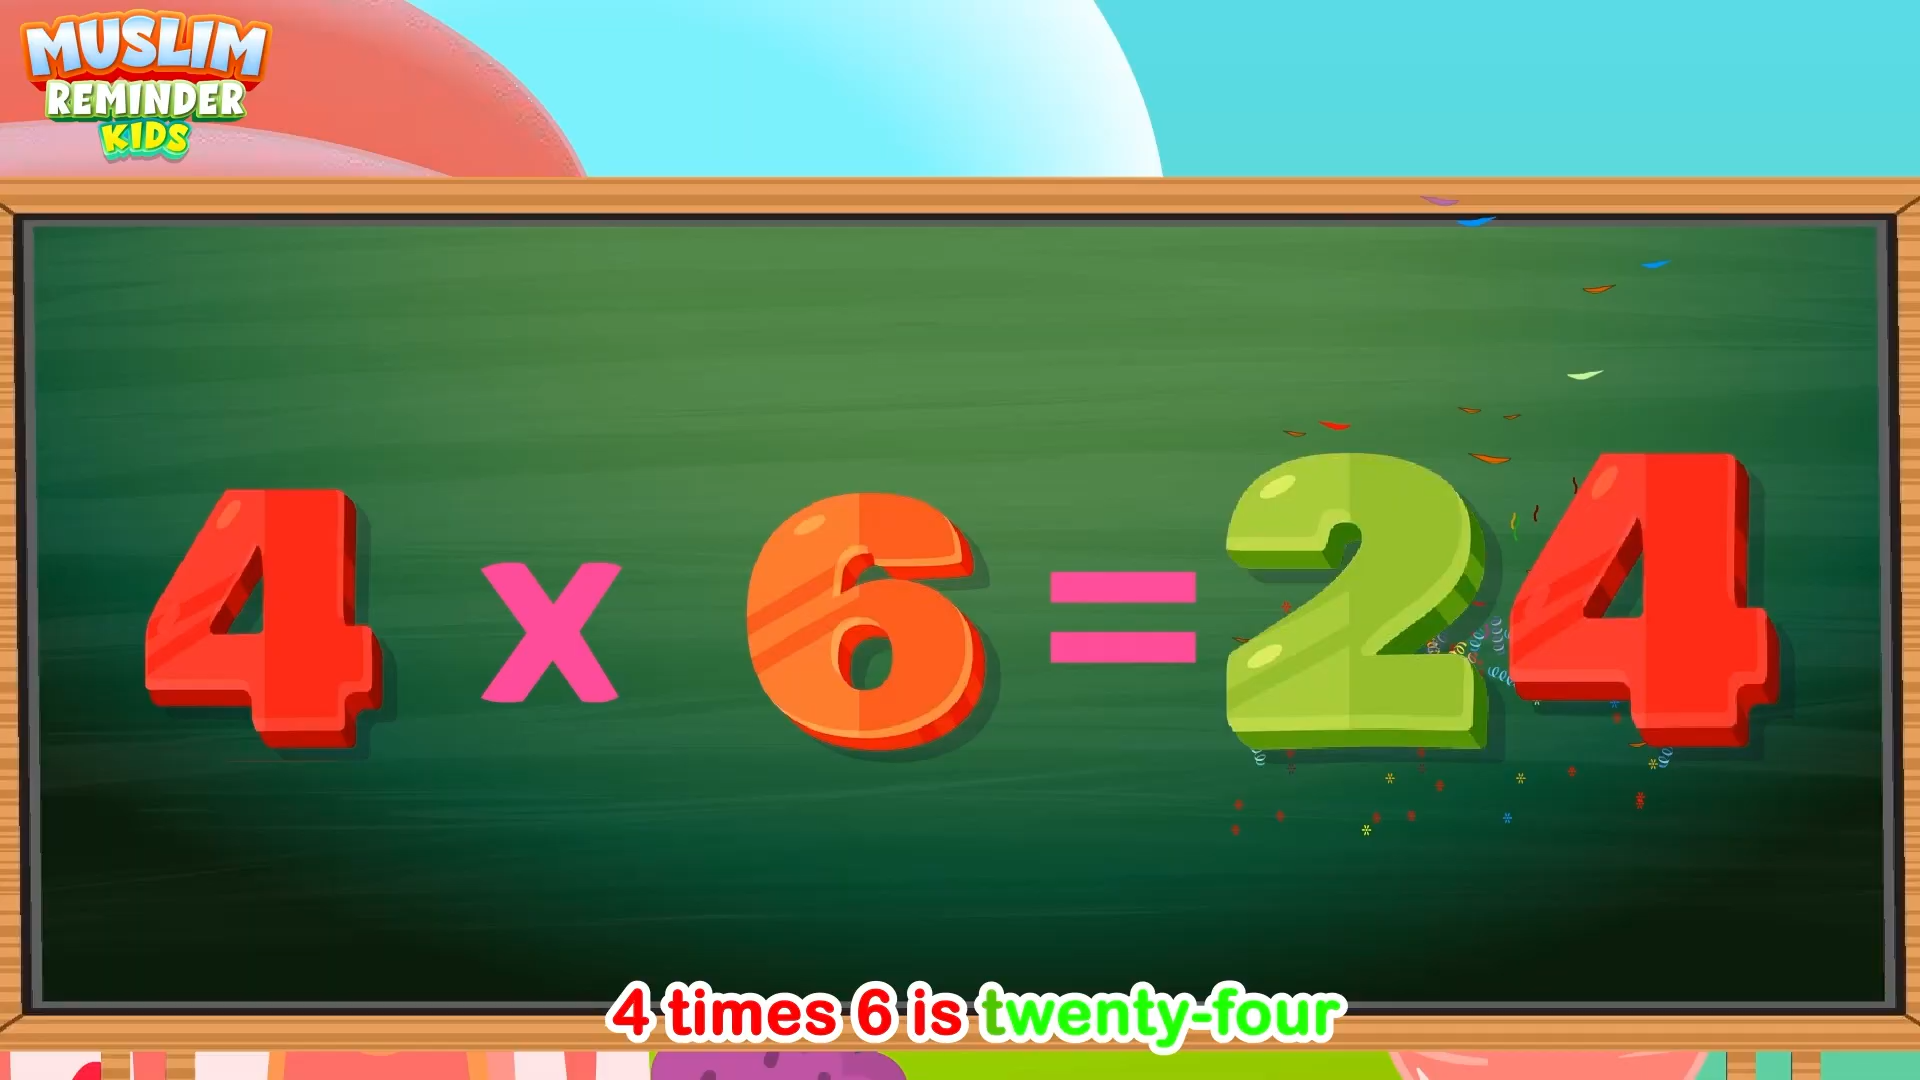 MUSLIM
REMINDER
KIDS
4 x 6 = 24
4 times 6 is twenty-four